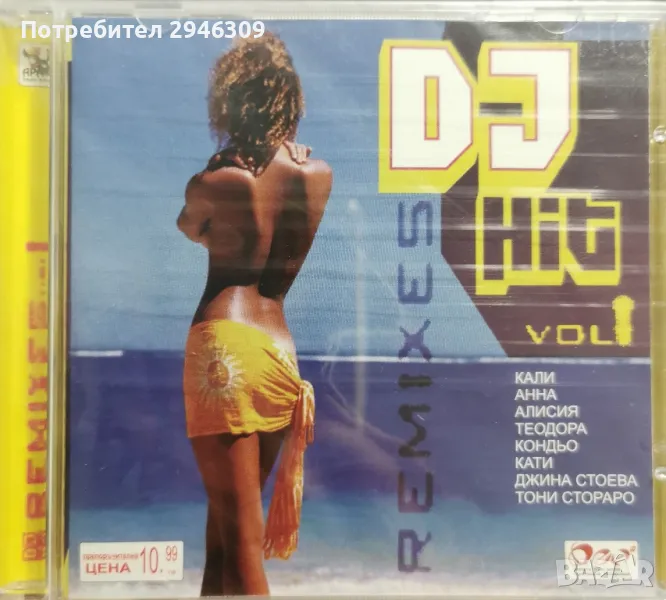 Потребител 2946309
DJ
Hit
VOL 1
REMIXES
КАЛИ
АННА
АЛИСИЯ
ТЕОДОРА
КОНДЬО
КАТИ
ДЖИНА СТОЕВА
ТОНИ СТОРАРО
ЦЕНА 10.99
REMIXES
bazar